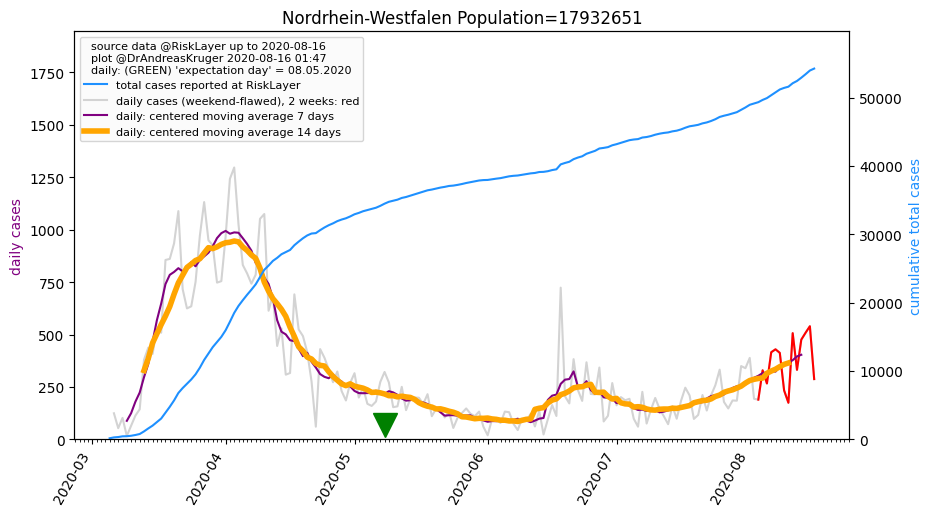 Nordrhein-Westfalen Population=17932651
source data @RiskLayer up to 2020-08-16
plot @DrAndreasKruger 2020-08-16 01:47
daily: (GREEN) 'expectation day' = 08.05.2020
total cases reported at RiskLayer
daily cases (weekend-flawed), 2 weeks: red
daily: centered moving average 7 days
daily: centered moving average 14 days
daily cases
1750
1500
1250
1000
750
500
250
0
cumulative total cases
50000
40000
30000
20000
10000
0
2020-03
2020-04
2020-05
2020-06
2020-07
2020-08